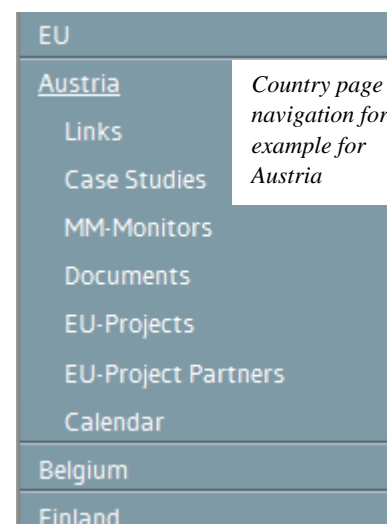 EU
Austria
Country page
navigation for
example for
Austria
Links
Case Studies
MM-Monitors
Documents
EU-Projects
EU-Project Partners
Calendar
Belgium
Finland